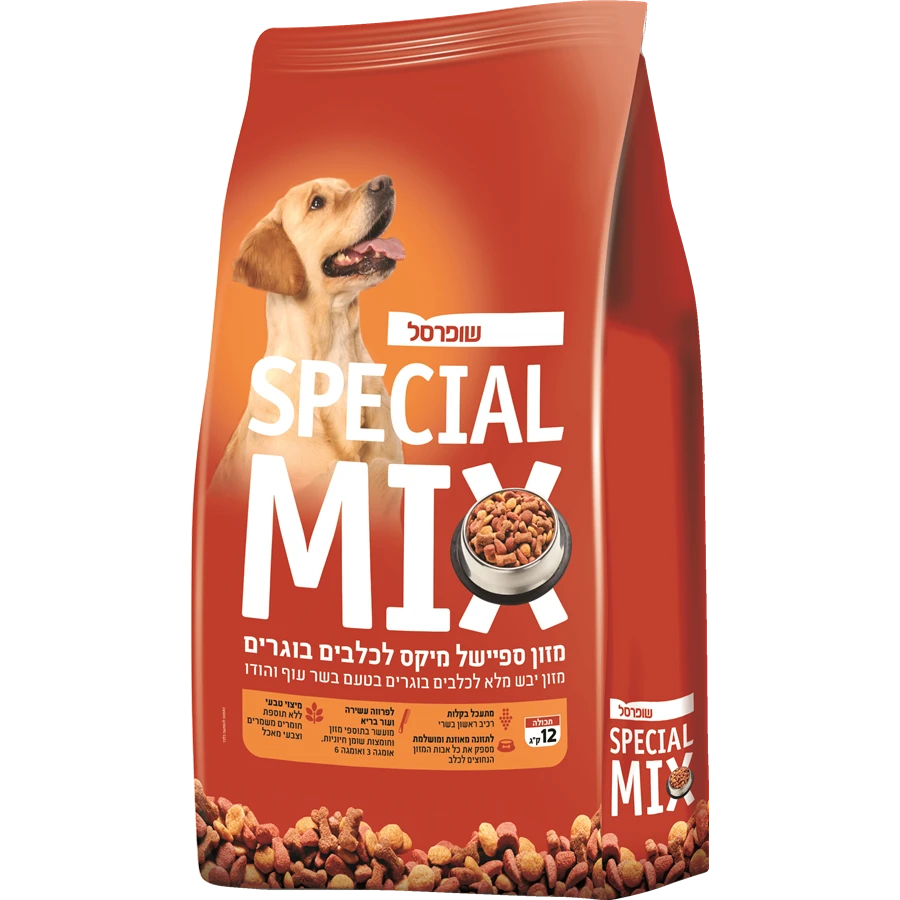 שופרסל
SPECIAL
MIX
מזון ספיישל מיקס לכלבים בוגרים
מזון יבש מלא לכלבים בוגרים בטעם בשר עוף והודו
תכולה
12 ק"ג
מתעכל בקלות
רכיב ראשון בשרי
לתזונה מאוזנת ומושלמת
מספק את כל אבות המזון
הנחוצים לכלב
לפרווה עשירה
ועור בריא
מועשר בתוספי מזון
וחומצות שומן חיוניות,
אומגה 3 ואומגה 6
מיצוי טבעי
ללא תוספת
חומרים משמרים
וצבעי מאכל
שופרסל
SPECIAL
MIX